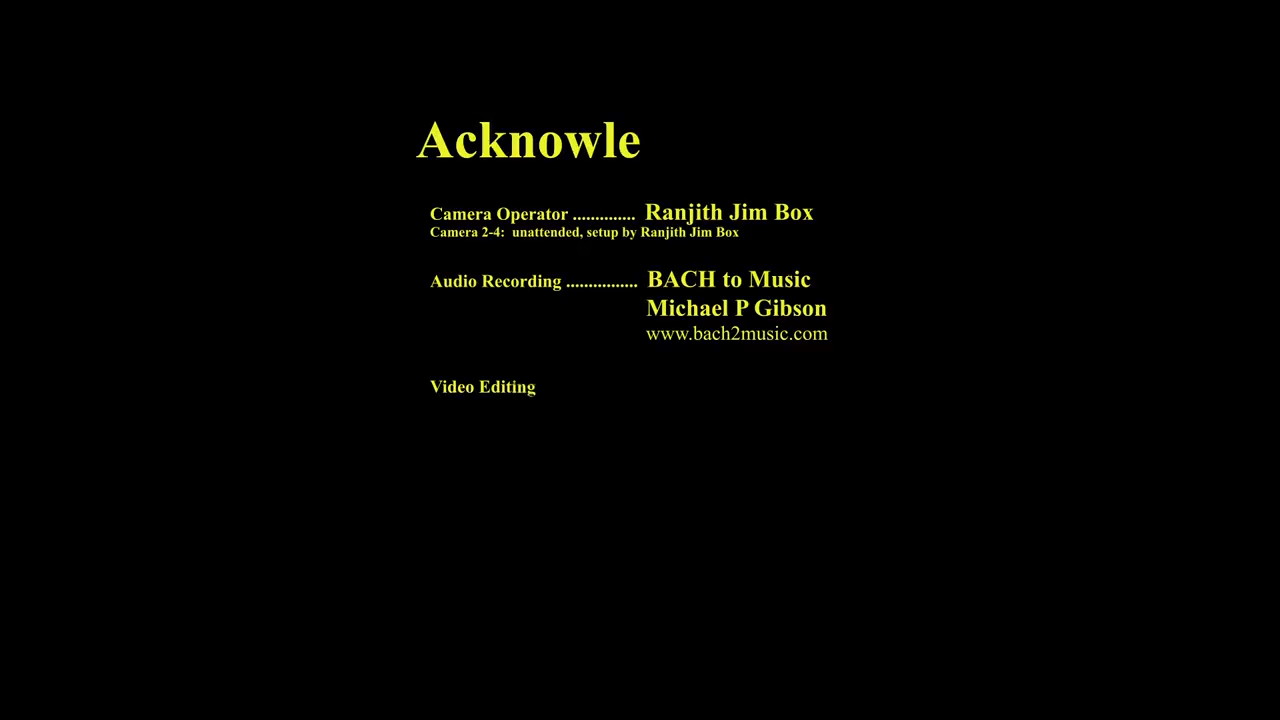 Acknowle
Camera Operator .............. Ranjith Jim Box
Camera 2-4: unattended, setup by Ranjith Jim Box
Audio Recording ................ BACH to Music
Michael P Gibson
www.bach2music.com
Video Editing